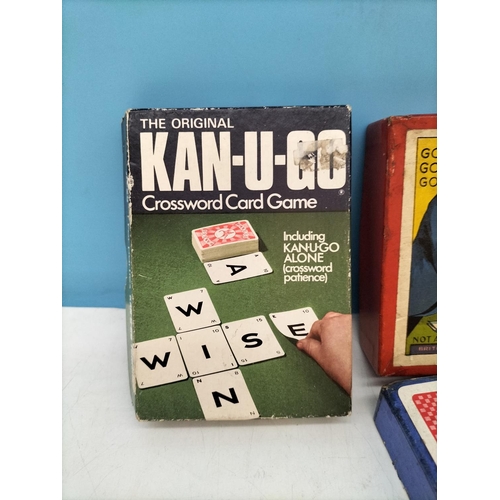 THE ORIGINAL
KAN-U-GO®
Crossword Card Game
Including
KAN-U-GO
ALONE
(crossword
patience)
A
W
W I S E
N
GO
GO
GO
NOT